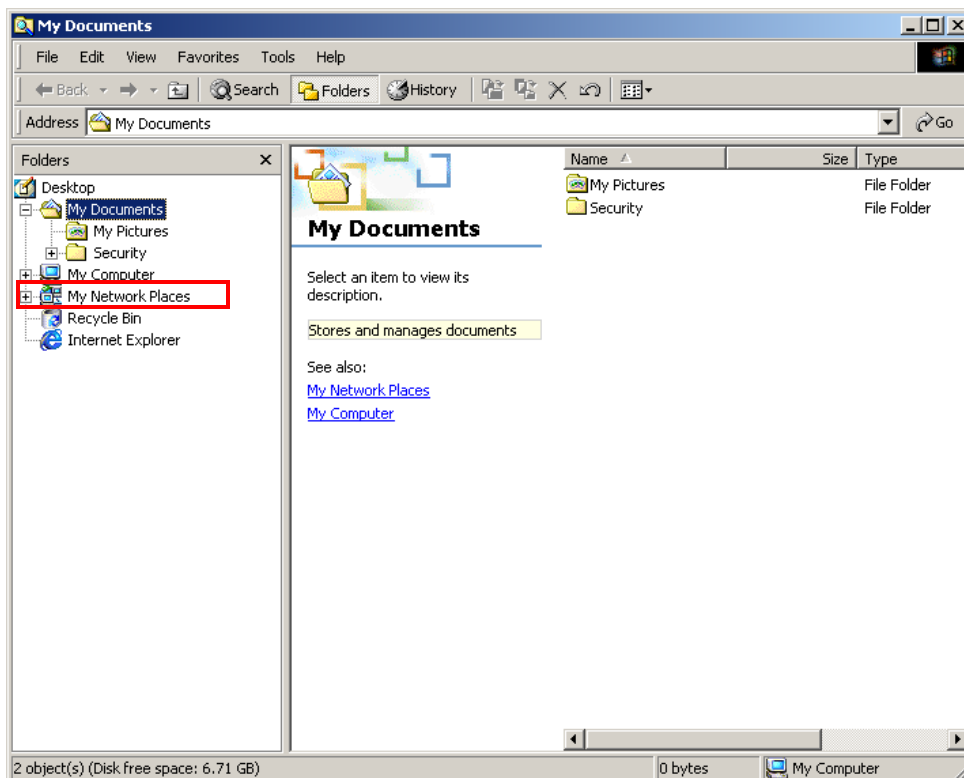 My Documents
File Edit View Favorites Tools Help
Back Search Folders History
Address My Documents Go
Folders
Desktop
My Documents
My Pictures
Security
My Computer
My Network Places
Recycle Bin
Internet Explorer
My Documents
Select an item to view its
description.
Stores and manages documents
See also:
My Network Places
My Computer
Name Size Type
My Pictures File Folder
Security File Folder
2 object(s) (Disk free space: 6.71 GB) 0 bytes My Computer